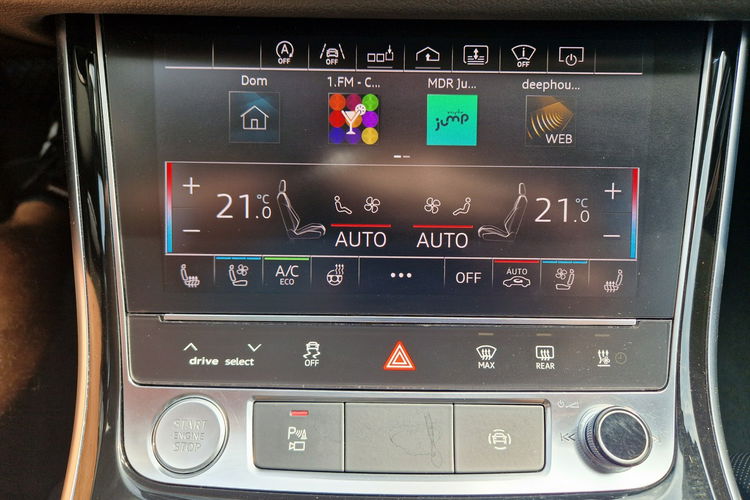 A
OFF
OFF
OFF
Dom
1.FM - C...
MDR Ju...
deephou...
jump
WEB
+
21.0 °C
21.0 °C
+
−
AUTO
AUTO
−
A/C
ECO
...
OFF
AUTO
drive select
OFF
MAX
REAR
START
ENGINE
STOP
P